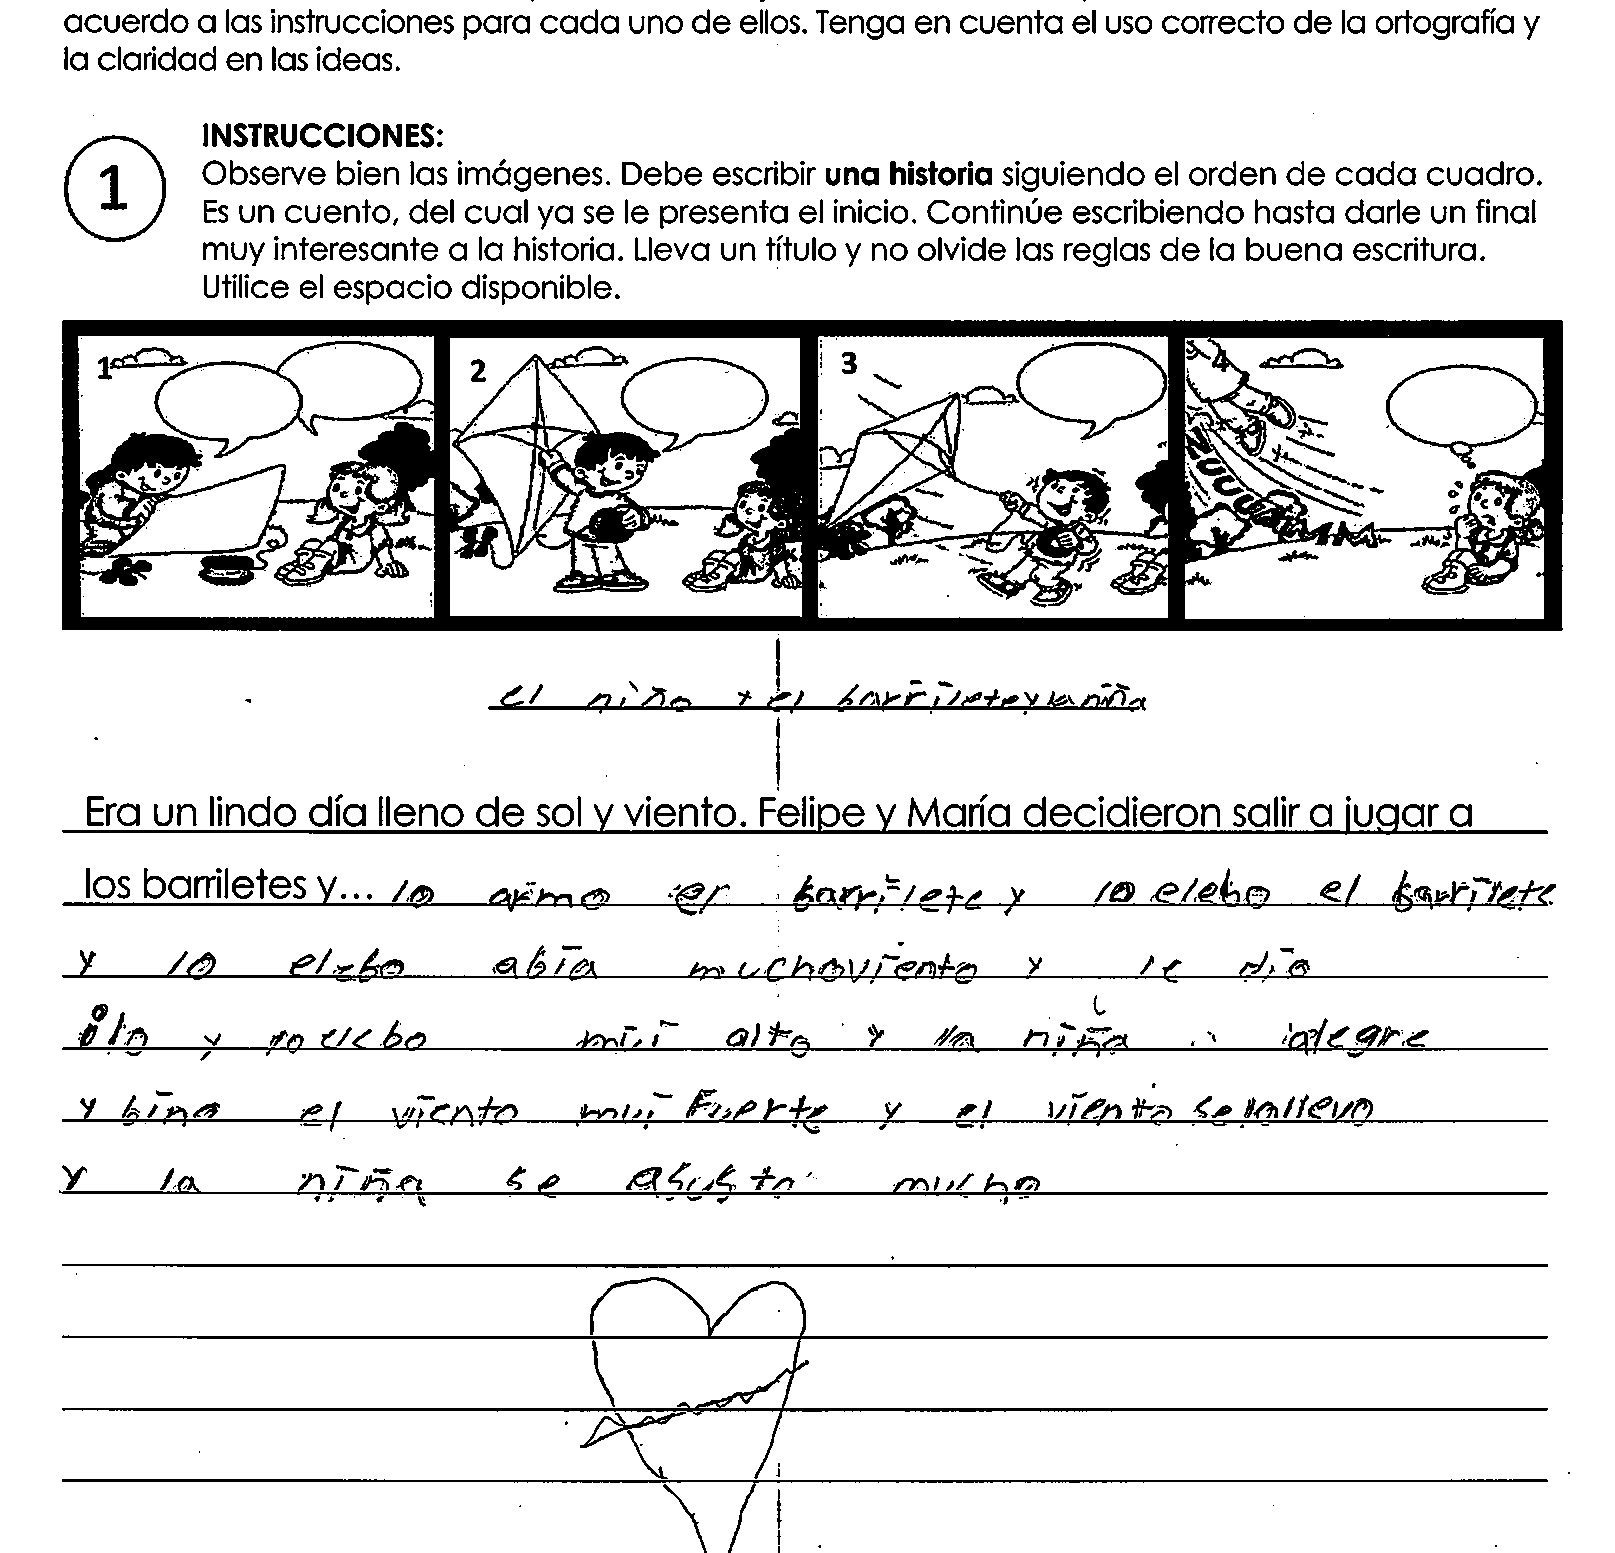 acuerdo a las instrucciones para cada uno de ellos. Tenga en cuenta el uso correcto de la ortografía y
la claridad en las ideas.
1
INSTRUCCIONES:
Observe bien las imágenes. Debe escribir una historia siguiendo el orden de cada cuadro.
Es un cuento, del cual ya se le presenta el inicio. Continúe escribiendo hasta darle un final
muy interesante a la historia. Lleva un título y no olvide las reglas de la buena escritura.
Utilice el espacio disponible.
1 2 3 4
el niño y el barrilete y la niña
Era un lindo día lleno de sol y viento. Felipe y María decidieron salir a jugar a
los barriletes y... lo armo el barrilete y lo elebo el barrilete
y lo elebo abia mucho viento y le dio
ilo y lo elebo mui alto y la niña alegre
y bino el viento mui Fuerte y el viento se lo llevo
y la niña se asusto mucho